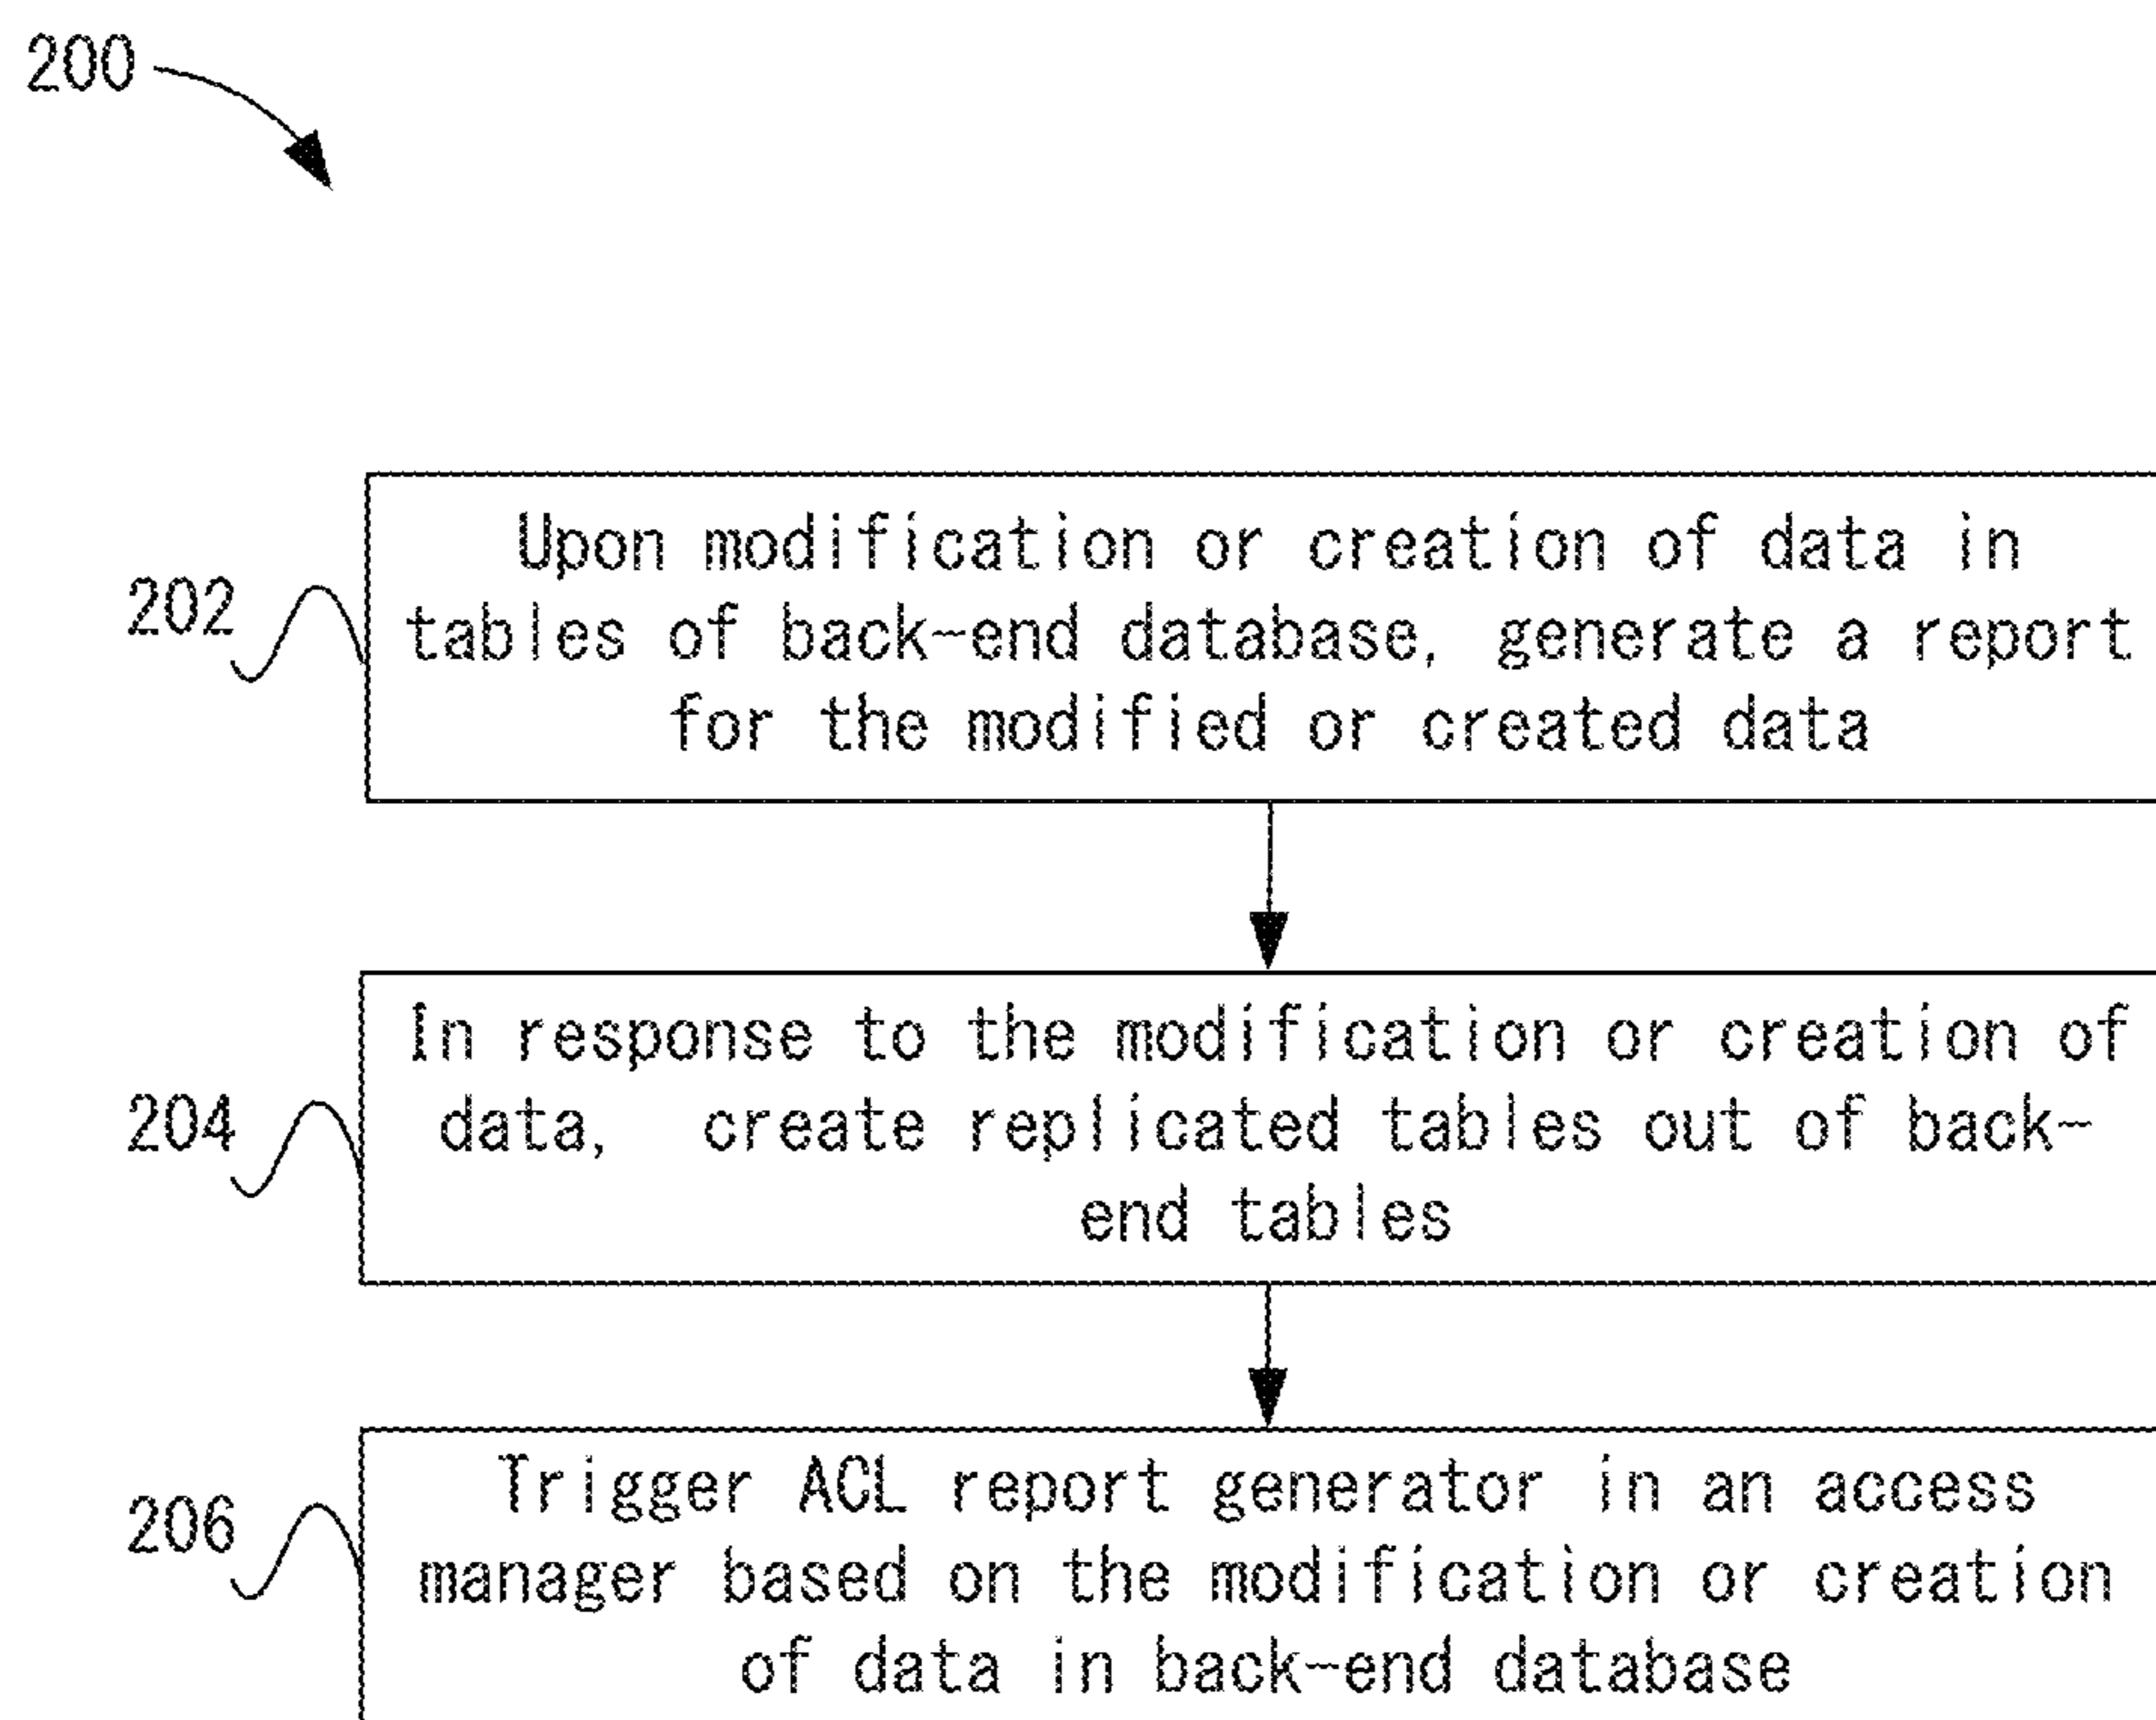 200
202
Upon modification or creation of data in
tables of back-end database, generate a report
for the modified or created data
204
In response to the modification or creation of
data, create replicated tables out of back-
end tables
206
Trigger ACL report generator in an access
manager based on the modification or creation
of data in back-end database